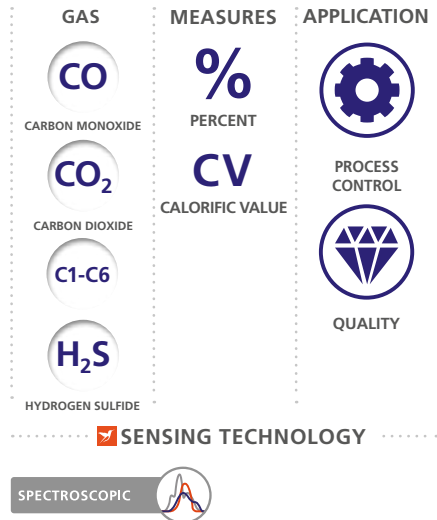 GAS
CO
CARBON MONOXIDE
CO₂
CARBON DIOXIDE
C1-C6
H₂S
HYDROGEN SULFIDE
MEASURES
%
PERCENT
CV
CALORIFIC VALUE
APPLICATION
PROCESS
CONTROL
QUALITY
SENSING TECHNOLOGY
SPECTROSCOPIC